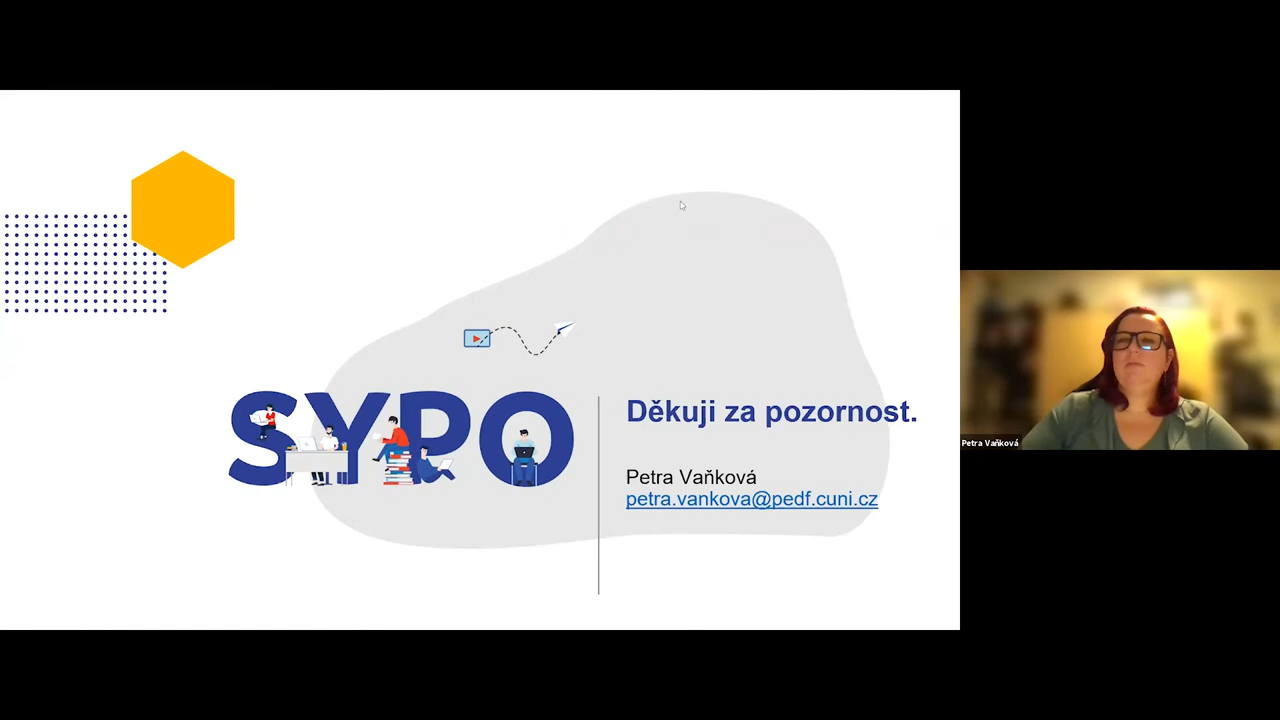 SYPO
Děkuji za pozornost.
Petra Vaňková
petra.vankova@pedf.cuni.cz
Petra Vaňková